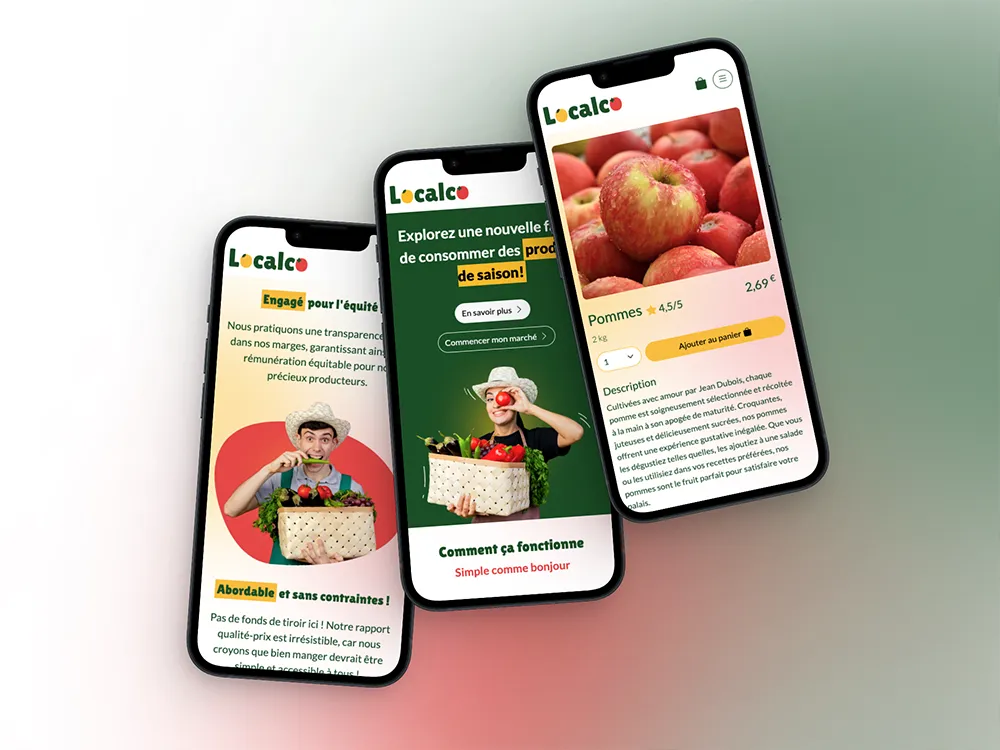 Localco
Engagé pour l'équité !
Nous pratiquons une transparence
dans nos marges, garantissant ains
rémunération équitable pour no
précieux producteurs.
Abordable et sans contraintes !
Pas de fonds de tiroir ici ! Notre rapport
qualité-prix est irrésistible, car nous
croyons que bien manger devrait être
simple et accessible à tous !
Localco
Explorez une nouvelle f
de consommer des prod
de saison!
En savoir plus
Commencer mon marché
Comment ça fonctionne
Simple comme bonjour
Localco
Pommes 4,5/5
2,69 €
2 kg
1
Ajouter au panier
Description
Cultivées avec amour par Jean Dubois, chaque
pomme est soigneusement sélectionnée et récoltée
à la main à son apogée de maturité. Croquantes,
juteuses et délicieusement sucrées, nos pommes
offrent une expérience gustative inégalée. Que vous
les dégustiez telles quelles, les ajoutiez à une salade
ou les utilisiez dans vos recettes préférées, nos
pommes sont le fruit parfait pour satisfaire votre
palais.